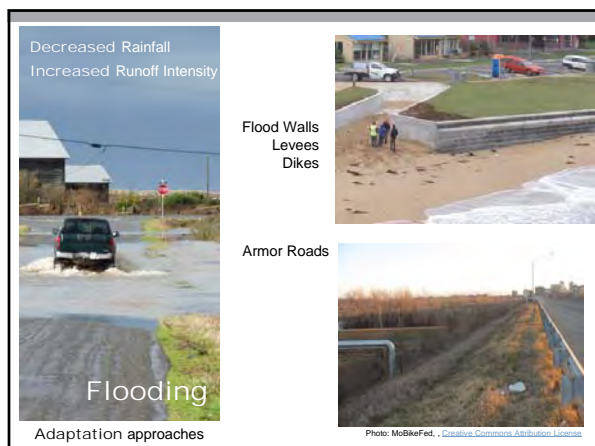 Decreased Rainfall
Increased Runoff Intensity
Flooding
Adaptation approaches
Flood Walls
Levees
Dikes
Armor Roads
Photo: MoBikeFed, , Creative Commons Attribution License